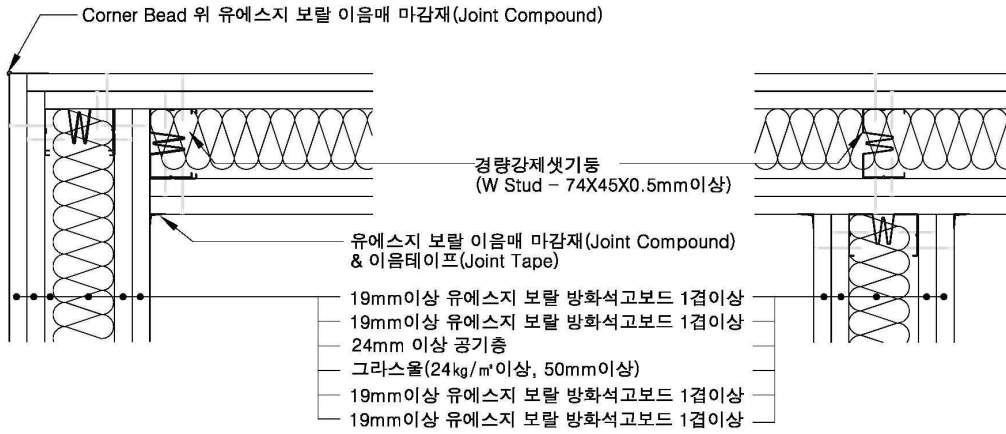 Corner Bead 위 유에스지 보랄 이음매 마감재(Joint Compound)
경량강제샛기둥
(W Stud - 74X45X0.5mm이상)
유에스지 보랄 이음매 마감재(Joint Compound)
& 이음테이프(Joint Tape)
19mm이상 유에스지 보랄 방화석고보드 1겹이상
19mm이상 유에스지 보랄 방화석고보드 1겹이상
24mm 이상 공기층
그라스울(24kg/㎥이상, 50mm이상)
19mm이상 유에스지 보랄 방화석고보드 1겹이상
19mm이상 유에스지 보랄 방화석고보드 1겹이상